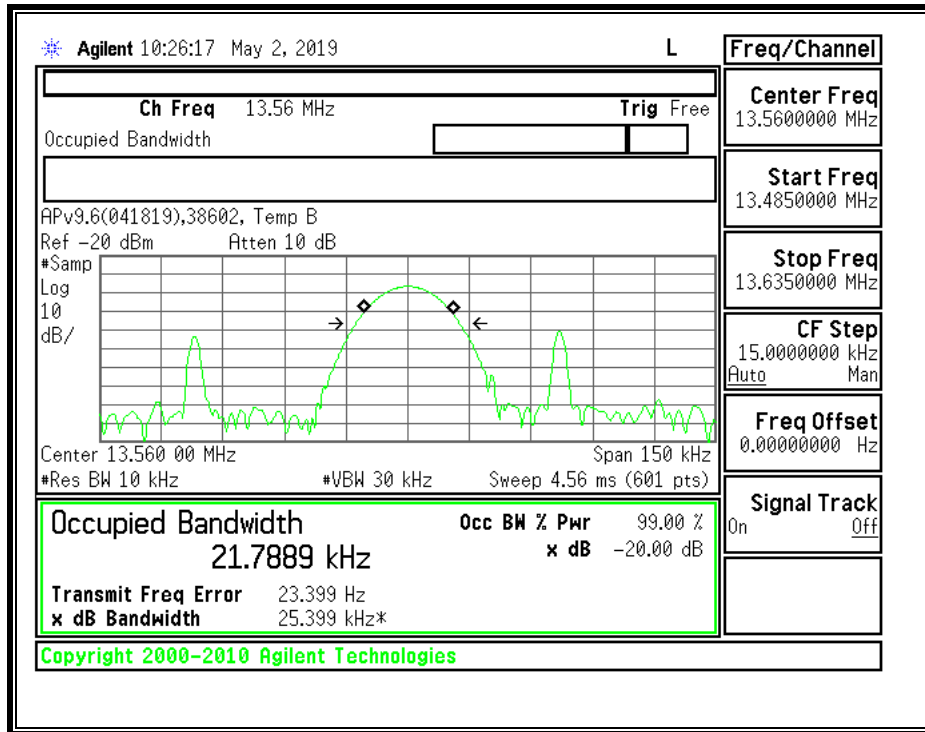 Agilent 10:26:17 May 2, 2019 L
Freq/Channel
Ch Freq 13.56 MHz Trig Free
Occupied Bandwidth
APv9.6(041819),38602, Temp B
Ref -20 dBm Atten 10 dB
#Samp
Log
10
dB/
Center 13.560 00 MHz Span 150 kHz
#Res BW 10 kHz #VBW 30 kHz Sweep 4.56 ms (601 pts)
Occupied Bandwidth Occ BW % Pwr 99.00 %
21.7889 kHz x dB -20.00 dB
Transmit Freq Error 23.399 Hz
x dB Bandwidth 25.399 kHz*
Copyright 2000-2010 Agilent Technologies
Center Freq
13.5600000 MHz
Start Freq
13.4850000 MHz
Stop Freq
13.6350000 MHz
CF Step
15.0000000 kHz
Auto Man
Freq Offset
0.00000000 Hz
Signal Track
On Off